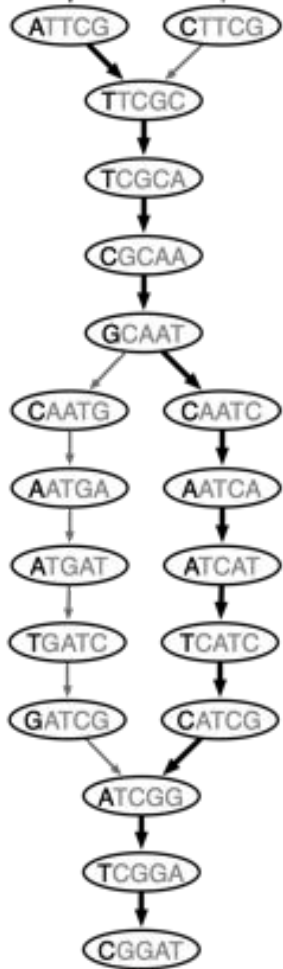 ATTCG CTTCG
TTCGC
TCGCA
CGCAA
GCAAT
CAATG CAATC
AATGA AATCA
ATGAT ATCAT
TGATC TCATC
GATCG CATCG
ATCGG
TCGGA
CGGAT